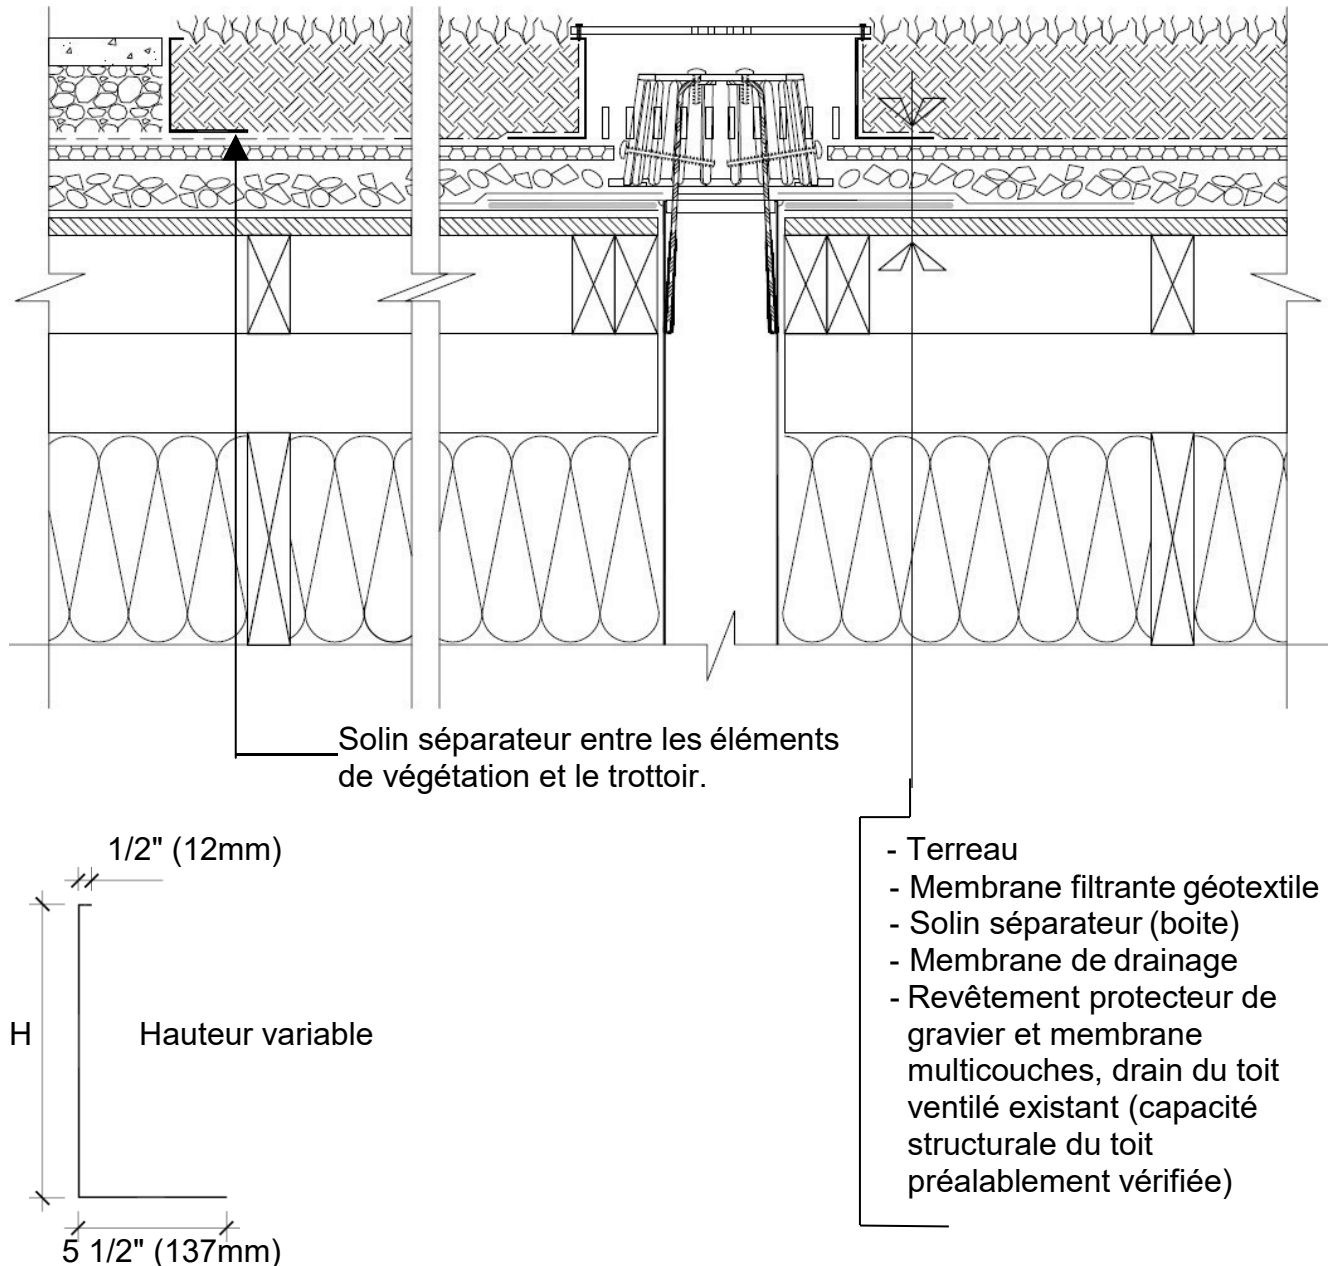 Solin séparateur entre les éléments
de végétation et le trottoir.
1/2" (12mm)
H
Hauteur variable
5 1/2" (137mm)
- Terreau
- Membrane filtrante géotextile
- Solin séparateur (boite)
- Membrane de drainage
- Revêtement protecteur de
gravier et membrane
multicouches, drain du toit
ventilé existant (capacité
structurale du toit
préalablement vérifiée)